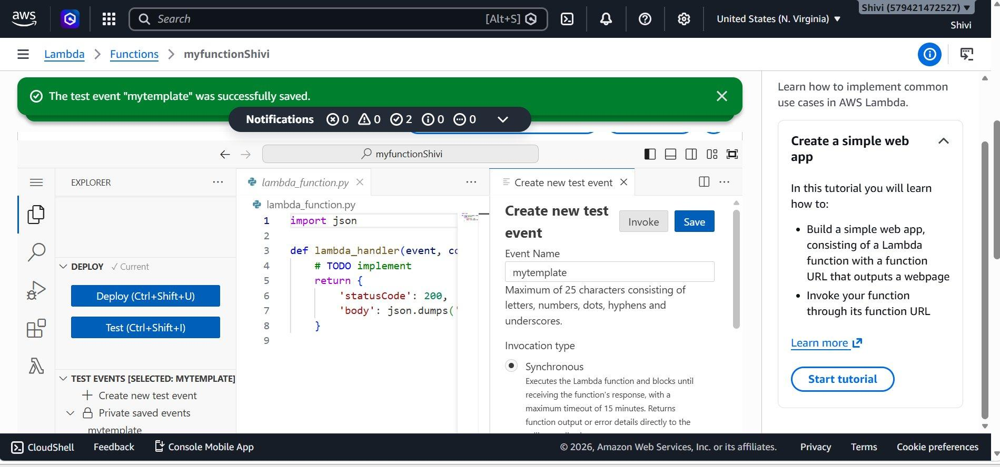 aws
Search
[Alt+S]
United States (N. Virginia)
Shivi (579421472527)
Shivi
Lambda
Functions
myfunctionShivi
The test event "mytemplate" was successfully saved.
Notifications 0 0 2 0 0
myfunctionShivi
EXPLORER
DEPLOY Current
Deploy (Ctrl+Shift+U)
Test (Ctrl+Shift+I)
TEST EVENTS [SELECTED: MYTEMPLATE]
Create new test event
Private saved events
mytemplate
lambda_function.py
lambda_function.py
1 import json
2
3 def lambda_handler(event, co
4 # TODO implement
5 return {
6 'statusCode': 200,
7 'body': json.dumps('
8 }
9
Create new test event
Create new test
event
Invoke
Save
Event Name
mytemplate
Maximum of 25 characters consisting of
letters, numbers, dots, hyphens and
underscores.
Invocation type
Synchronous
Executes the Lambda function and blocks until
receiving the function's response, with a
maximum timeout of 15 minutes. Returns
function output or error details directly to the
Learn how to implement common
use cases in AWS Lambda.
Create a simple web
app
In this tutorial you will learn
how to:
• Build a simple web app,
consisting of a Lambda
function with a function
URL that outputs a webpage
• Invoke your function
through its function URL
Learn more
Start tutorial
CloudShell
Feedback
Console Mobile App
© 2026, Amazon Web Services, Inc. or its affiliates.
Privacy
Terms
Cookie preferences